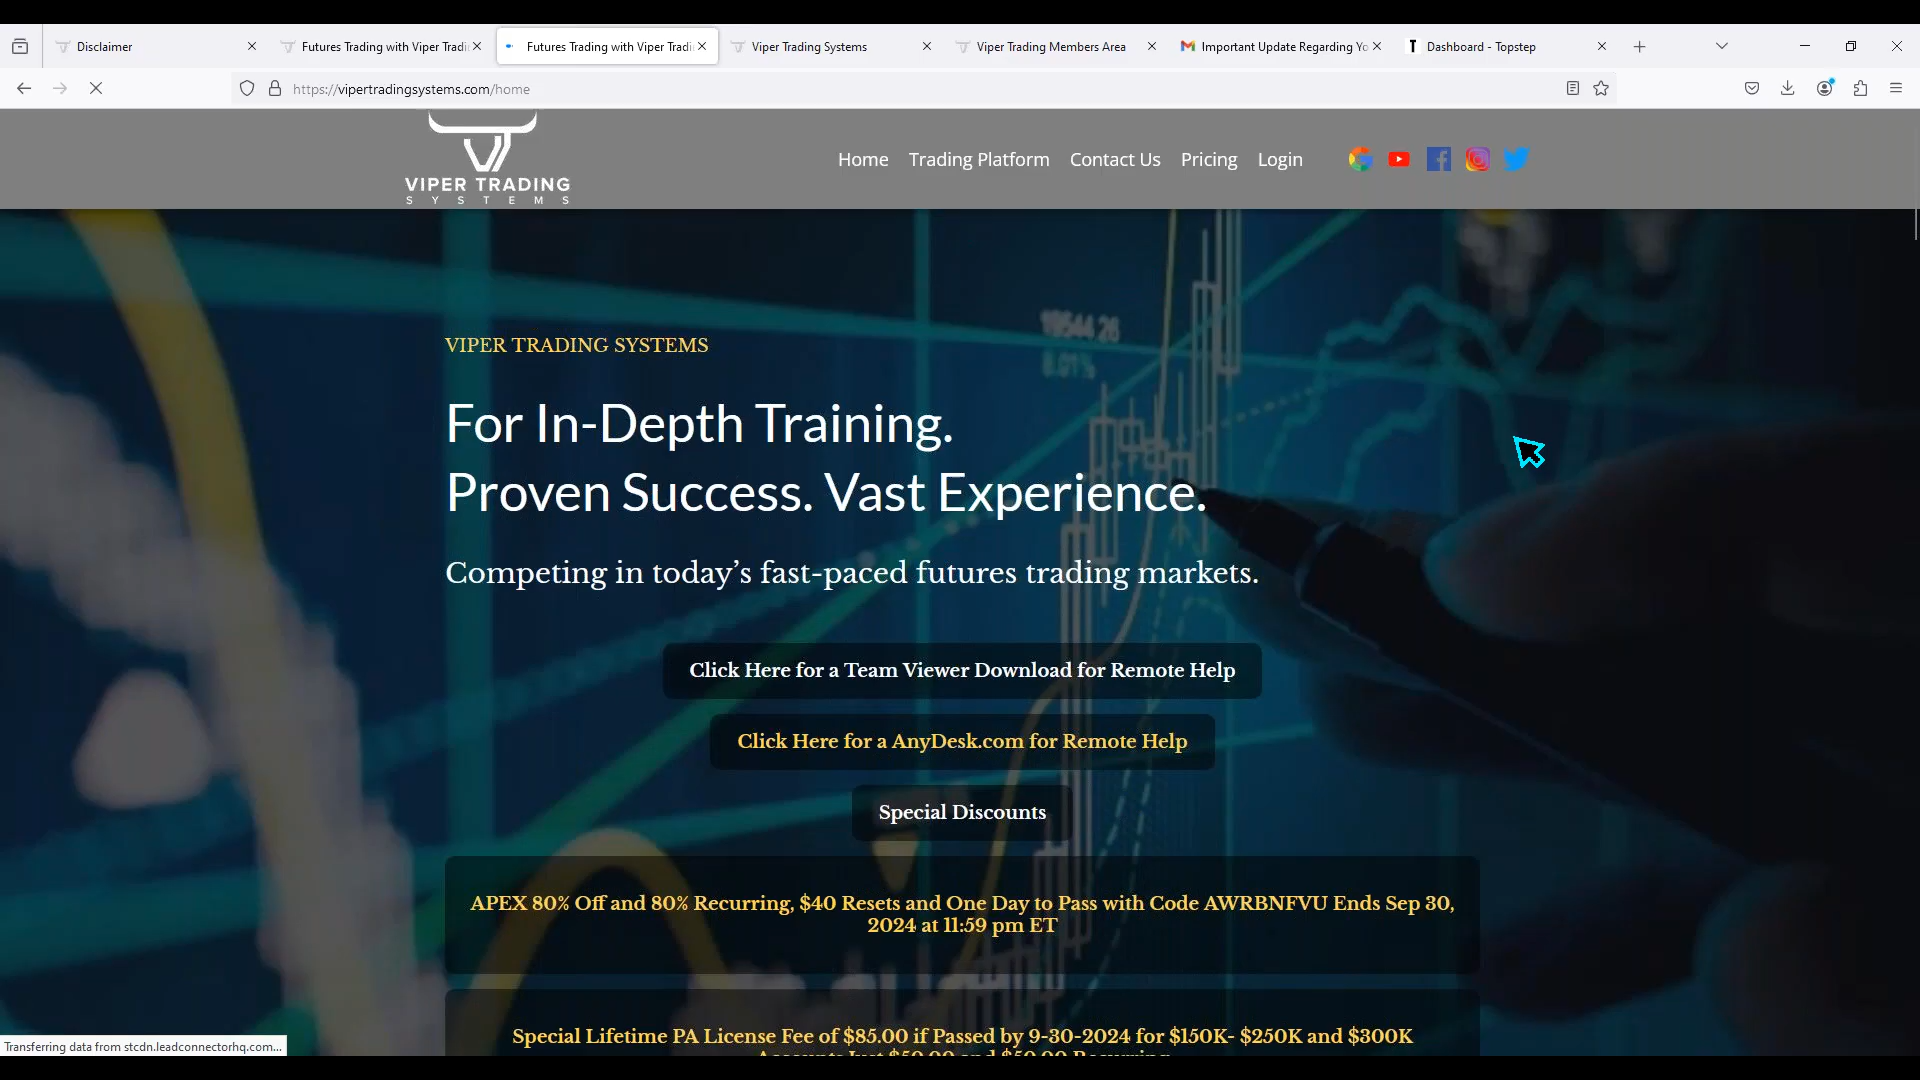 Disclaimer
Futures Trading with Viper Tradi
Futures Trading with Viper Tradi
Viper Trading Systems
Viper Trading Members Area
Important Update Regarding Yo
Dashboard - Topstep
https://vipertradingsystems.com/home
VIPER TRADING
SYSTEMS
Home
Trading Platform
Contact Us
Pricing
Login
19544.26
8.01%
VIPER TRADING SYSTEMS
For In-Depth Training.
Proven Success. Vast Experience.
Competing in today’s fast-paced futures trading markets.
Click Here for a Team Viewer Download for Remote Help
Click Here for a AnyDesk.com for Remote Help
Special Discounts
APEX 80% Off and 80% Recurring, $40 Resets and One Day to Pass with Code AWRBNFVU Ends Sep 30,
2024 at 11:59 pm ET
Special Lifetime PA License Fee of $85.00 if Passed by 9-30-2024 for $150K- $250K and $300K
Transferring data from stcdn.leadconnectorhq.com...